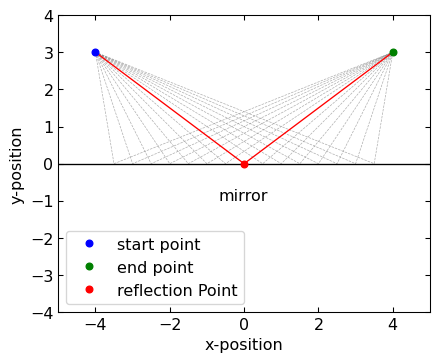 4
3
2
1
0
−1
−2
−3
−4
y-position
mirror
start point
end point
reflection Point
−4 −2 0 2 4
x-position